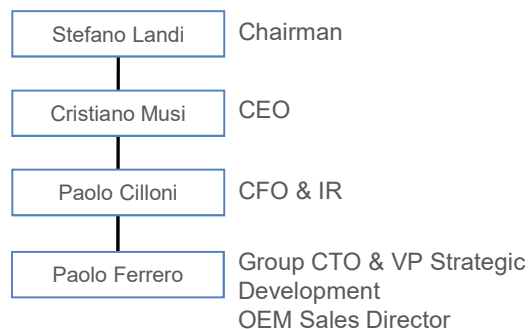 Stefano Landi Chairman
Cristiano Musi CEO
Paolo Cilloni CFO & IR
Paolo Ferrero Group CTO & VP Strategic
Development
OEM Sales Director